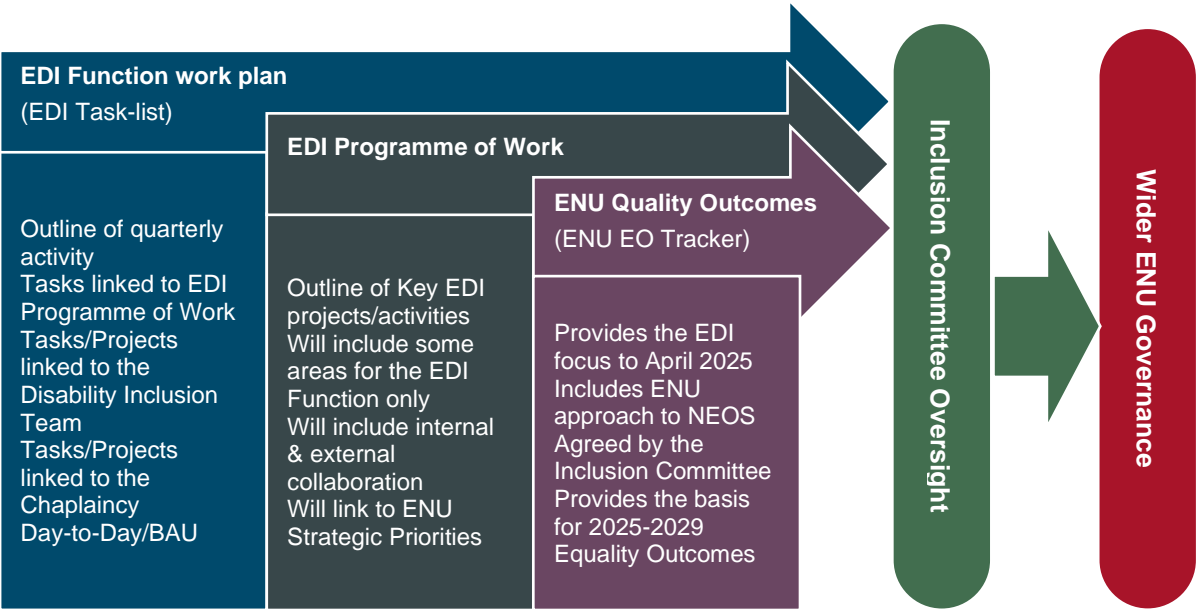 EDI Function work plan
(EDI Task-list)
Outline of quarterly
activity
Tasks linked to EDI
Programme of Work
Tasks/Projects
linked to the
Disability Inclusion
Team
Tasks/Projects
linked to the
Chaplaincy
Day-to-Day/BAU
EDI Programme of Work
Outline of Key EDI
projects/activities
Will include some
areas for the EDI
Function only
Will include internal
& external
collaboration
Will link to ENU
Strategic Priorities
ENU Quality Outcomes
(ENU EO Tracker)
Provides the EDI
focus to April 2025
Includes ENU
approach to NEOS
Agreed by the
Inclusion Committee
Provides the basis
for 2025-2029
Equality Outcomes
Inclusion Committee Oversight
Wider ENU Governance